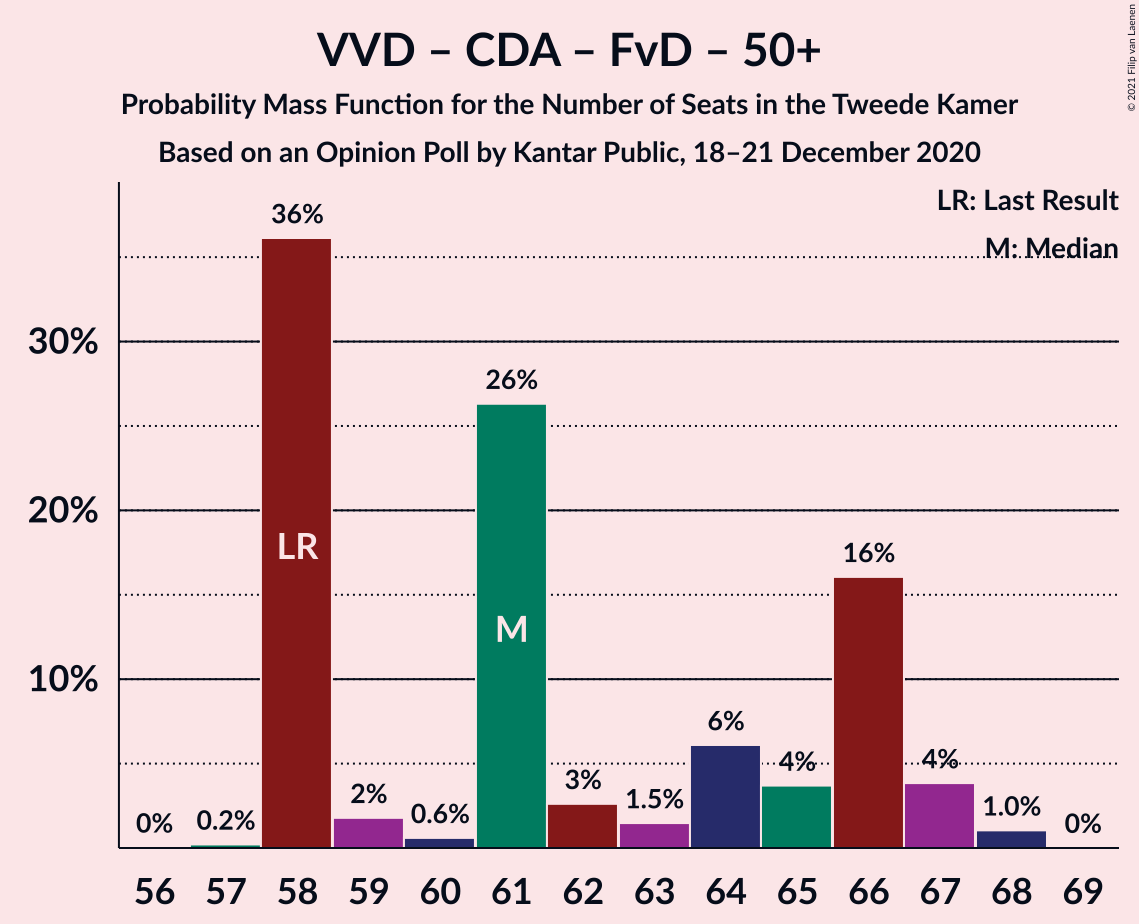 VVD – CDA – FvD – 50+
Probability Mass Function for the Number of Seats in the Tweede Kamer
Based on an Opinion Poll by Kantar Public, 18–21 December 2020
© 2021 Filip van Laenen
LR: Last Result
M: Median
36%
30%
26%
20%
16%
LR
M
10%
6%
4%
4%
3%
2%
1.5%
1.0%
0.6%
0.2%
0%
0%
56 57 58 59 60 61 62 63 64 65 66 67 68 69